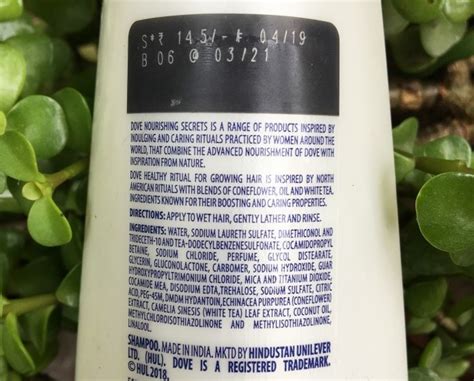 S*₹ 145/- E 04/19
B 06 @ 03/21
DOVE NOURISHING SECRETS IS A RANGE OF PRODUCTS INSPIRED BY
INDULGING AND CARING RITUALS PRACTICED BY WOMEN AROUND THE
WORLD, THAT COMBINE THE ADVANCED NOURISHMENT OF DOVE WITH
INSPIRATION FROM NATURE.
DOVE HEALTHY RITUAL FOR GROWING HAIR IS INSPIRED BY NORTH
AMERICAN RITUALS WITH BLENDS OF CONEFLOWER, OIL AND WHITE TEA.
INGREDIENTS KNOWN FOR THEIR BOOSTING AND CARING PROPERTIES.
DIRECTIONS: APPLY TO WET HAIR, GENTLY LATHER AND RINSE.
INGREDIENTS: WATER, SODIUM LAURETH SULFATE, DIMETHICONOL AND
TRIDECETH-10 AND TEA-DODECYLBENZENESULFONATE, COCAMIDOPROPYL
BETAINE, SODIUM CHLORIDE, PERFUME, GLYCOL DISTEARATE,
GLYCERIN, GLUCONOLACTONE, CARBOMER, SODIUM HYDROXIDE, GUAR
HYDROXYPROPYLTRIMONIUM CHLORIDE, MICA AND TITANIUM DIOXIDE,
COCAMIDE MEA, DISODIUM EDTA, TREHALOSE, SODIUM SULFATE, CITRIC
ACID, PEG-45M, DMDM HYDANTOIN, ECHINACEA PURPUREA (CONEFLOWER)
EXTRACT, CAMELIA SINESIS (WHITE TEA) LEAF EXTRACT, COCONUT OIL,
METHYLCHLOROISOTHIAZOLINONE AND METHYLISOTHIAZOLINONE,
LINALOOL.
SHAMPOO. MADE IN INDIA. MKTD BY HINDUSTAN UNILEVER
LTD. (HUL). DOVE IS A REGISTERED TRADEMARK.
©HUL 2018.